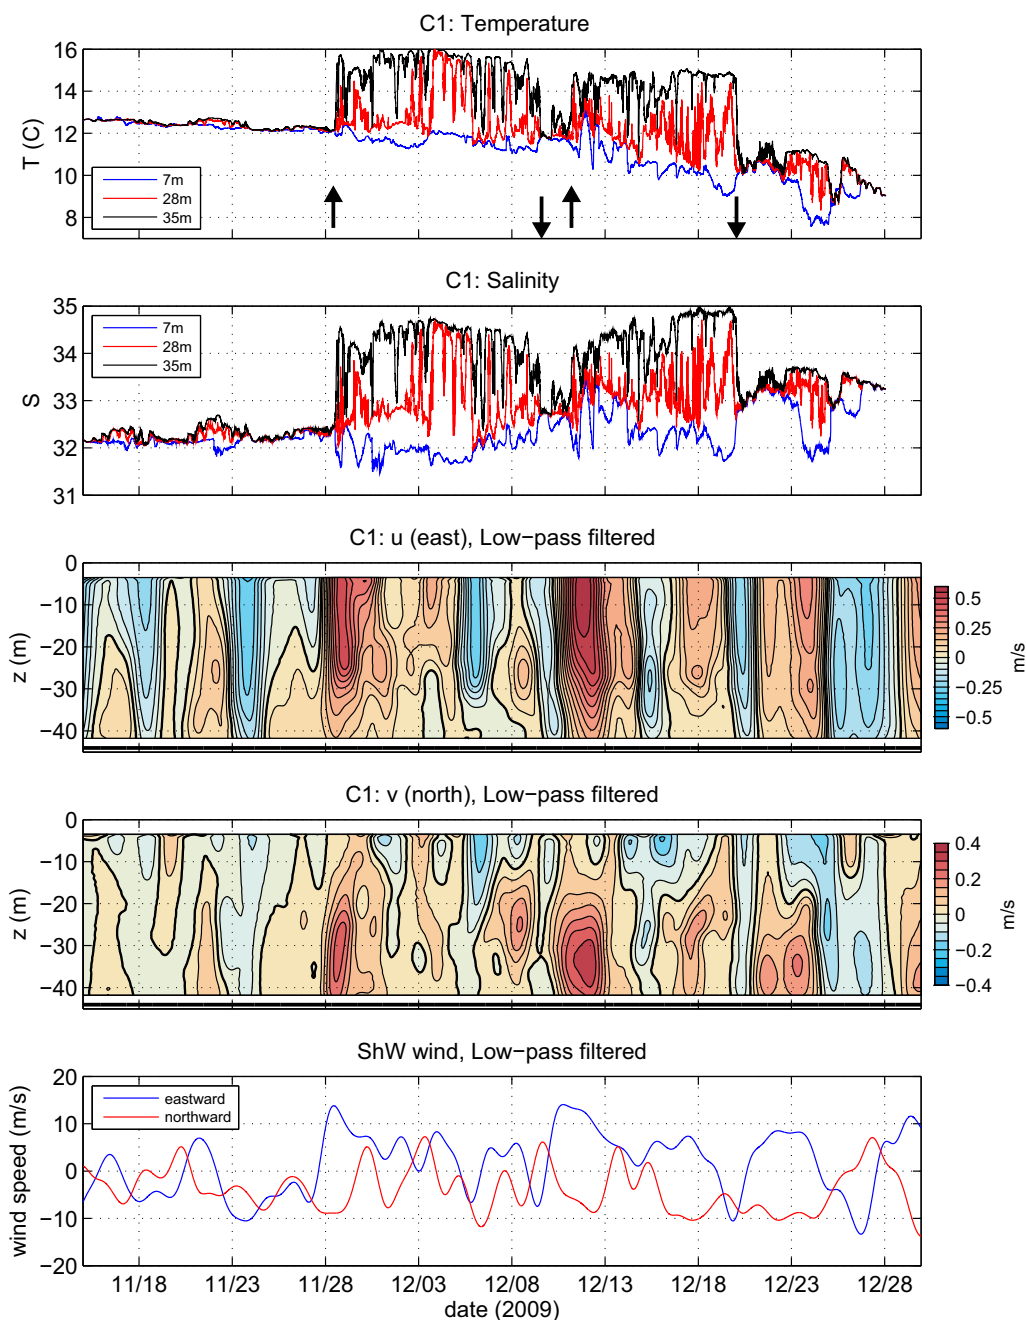 C1: Temperature
16
14
12
10
8
T (C)
7m
28m
35m
C1: Salinity
35
34
33
32
31
S
7m
28m
35m
C1: u (east), Low−pass filtered
0
−10
−20
−30
−40
z (m)
0.5
0.25
0
−0.25
−0.5
m/s
C1: v (north), Low−pass filtered
0
−10
−20
−30
−40
z (m)
0.4
0.2
0
−0.2
−0.4
m/s
ShW wind, Low−pass filtered
20
10
0
−10
−20
wind speed (m/s)
eastward
northward
11/18 11/23 11/28 12/03 12/08 12/13 12/18 12/23 12/28
date (2009)